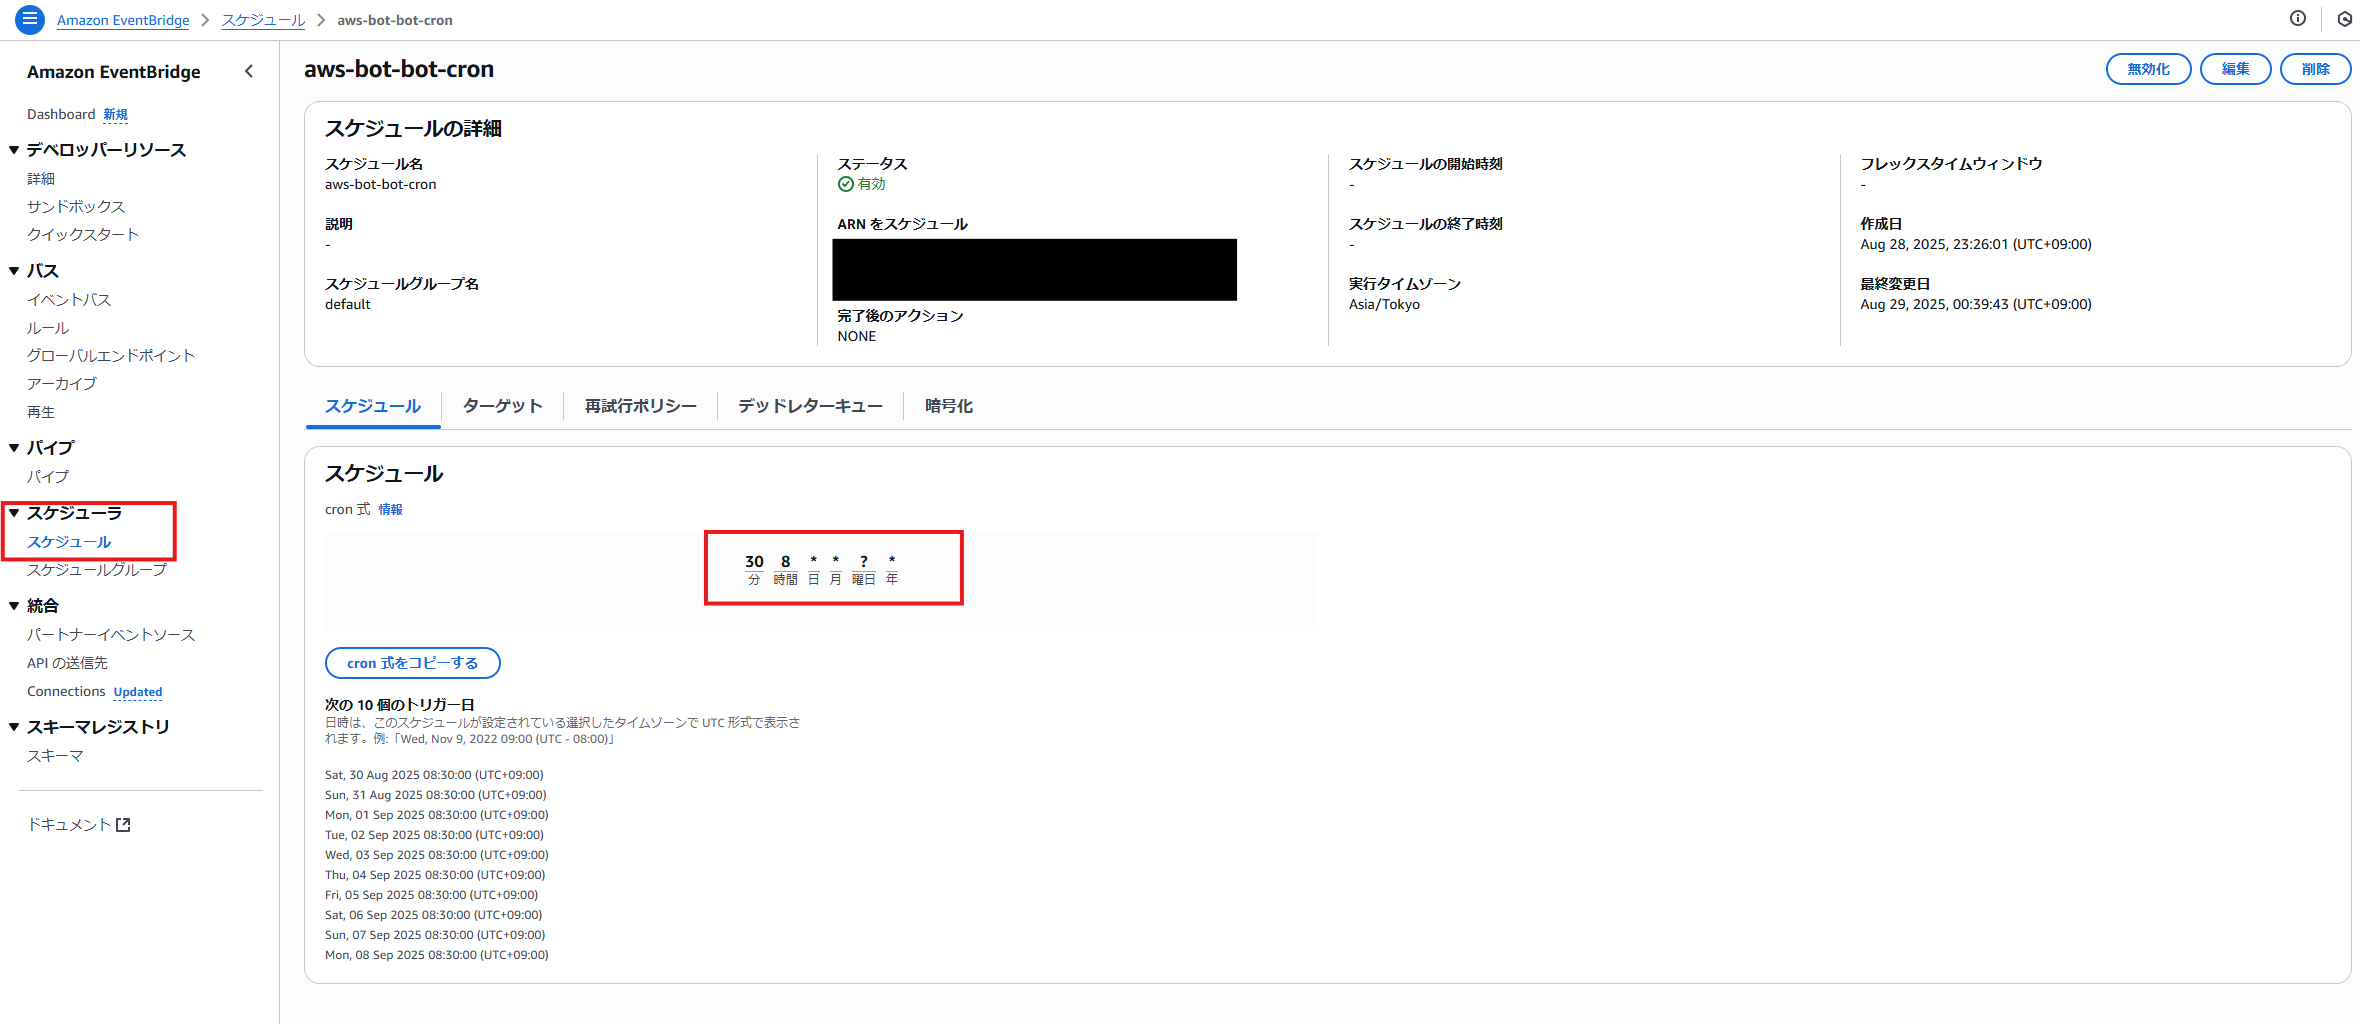 Amazon EventBridge > スケジュール > aws-bot-bot-cron
Amazon EventBridge
Dashboard 新規
デベロッパーリソース
詳細
サンドボックス
クイックスタート
バス
イベントバス
ルール
グローバルエンドポイント
アーカイブ
再生
パイプ
パイプ
スケジューラ
スケジュール
スケジュールグループ
統合
パートナーイベントソース
API の送信先
Connections Updated
スキーマレジストリ
スキーマ
ドキュメント
aws-bot-bot-cron
無効化 編集 削除
スケジュールの詳細
スケジュール名
aws-bot-bot-cron
説明
-
スケジュールグループ名
default
ステータス
有効
ARN をスケジュール
完了後のアクション
NONE
スケジュールの開始時刻
-
スケジュールの終了時刻
-
実行タイムゾーン
Asia/Tokyo
フレックスタイムウィンドウ
-
作成日
Aug 28, 2025, 23:26:01 (UTC+09:00)
最終変更日
Aug 29, 2025, 00:39:43 (UTC+09:00)
スケジュール ターゲット 再試行ポリシー デッドレターキュー 暗号化
スケジュール
cron 式 情報
30 8 * * ? *
分 時間 日 月 曜日 年
cron 式をコピーする
次の 10 個のトリガー日
日時は、このスケジュールが設定されている選択したタイムゾーンで UTC 形式で表示さ
れます。例:「Wed, Nov 9, 2022 09:00 (UTC - 08:00)」
Sat, 30 Aug 2025 08:30:00 (UTC+09:00)
Sun, 31 Aug 2025 08:30:00 (UTC+09:00)
Mon, 01 Sep 2025 08:30:00 (UTC+09:00)
Tue, 02 Sep 2025 08:30:00 (UTC+09:00)
Wed, 03 Sep 2025 08:30:00 (UTC+09:00)
Thu, 04 Sep 2025 08:30:00 (UTC+09:00)
Fri, 05 Sep 2025 08:30:00 (UTC+09:00)
Sat, 06 Sep 2025 08:30:00 (UTC+09:00)
Sun, 07 Sep 2025 08:30:00 (UTC+09:00)
Mon, 08 Sep 2025 08:30:00 (UTC+09:00)